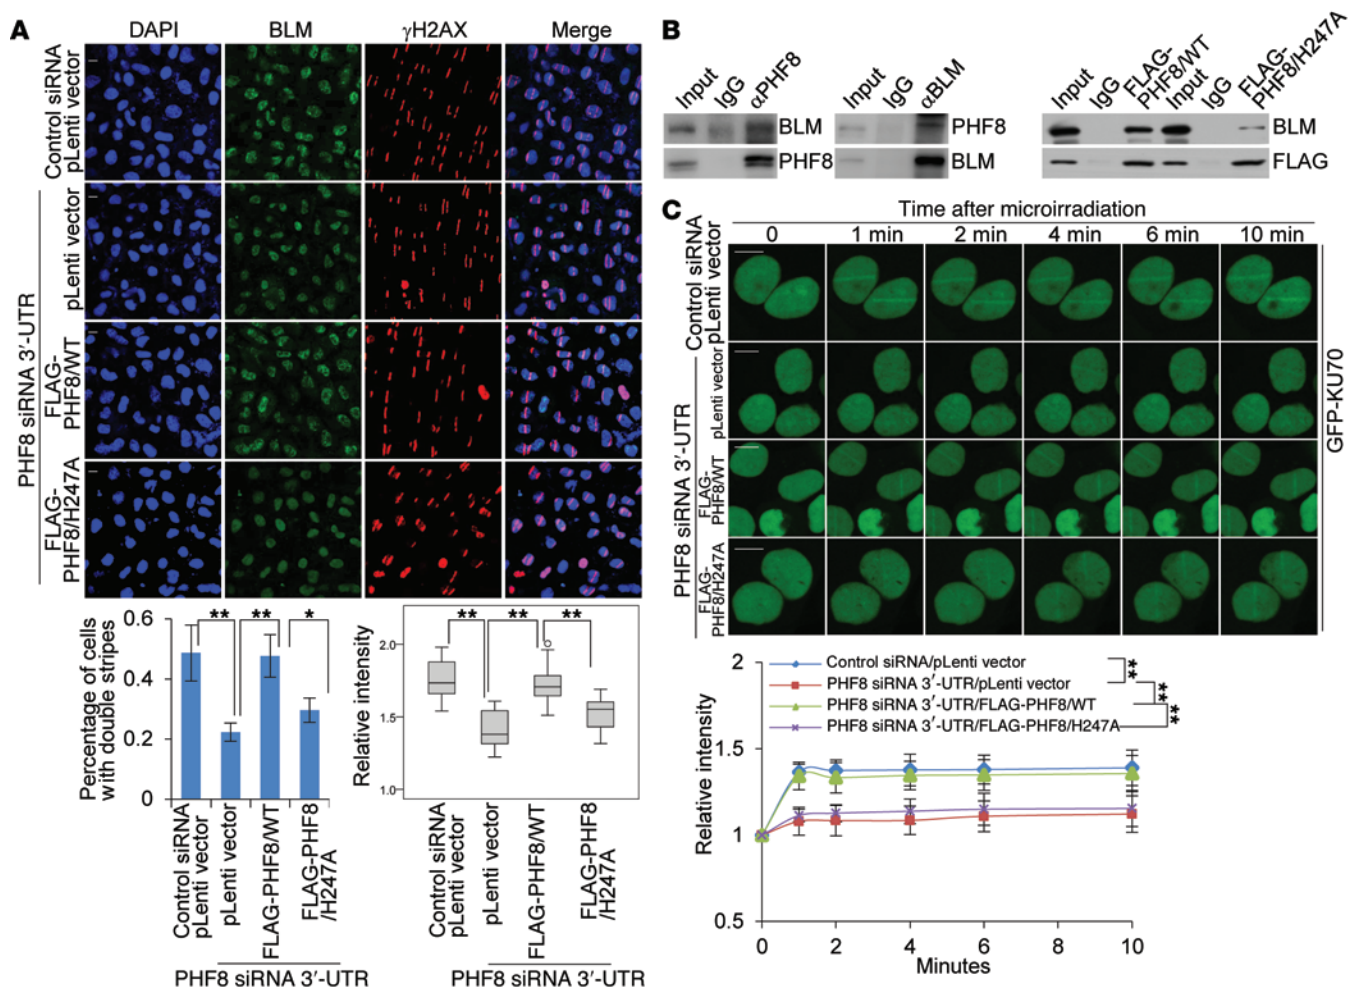 A
DAPI BLM γH2AX Merge
Control siRNA
pLenti vector
PHF8 siRNA 3′-UTR
pLenti vector
FLAG-
PHF8/WT
FLAG-
PHF8/H247A
Percentage of cells
with double stripes
0.6
0.4
0.2
0
** ** *
Control siRNA
pLenti vector
pLenti vector
FLAG-PHF8/WT
FLAG-PHF8
/H247A
PHF8 siRNA 3′-UTR
Relative intensity
2.0
1.5
1.0
** ** **
Control siRNA
pLenti vector
pLenti vector
FLAG-PHF8/WT
FLAG-PHF8
/H247A
PHF8 siRNA 3′-UTR
B
Input IgG αPHF8
BLM
PHF8
Input IgG αBLM
PHF8
BLM
Input IgG FLAG-
PHF8/WT
Input IgG FLAG-
PHF8/H247A
BLM
FLAG
C
Time after microirradiation
0 1 min 2 min 4 min 6 min 10 min
Control siRNA
pLenti vector
PHF8 siRNA 3′-UTR
pLenti vector
FLAG-
PHF8/WT
FLAG-
PHF8/H247A
GFP-KU70
Relative intensity
2
1.5
1
0.5
Control siRNA/pLenti vector
PHF8 siRNA 3′-UTR/pLenti vector
PHF8 siRNA 3′-UTR/FLAG-PHF8/WT
PHF8 siRNA 3′-UTR/FLAG-PHF8/H247A
** ** **
0 2 4 6 8 10
Minutes